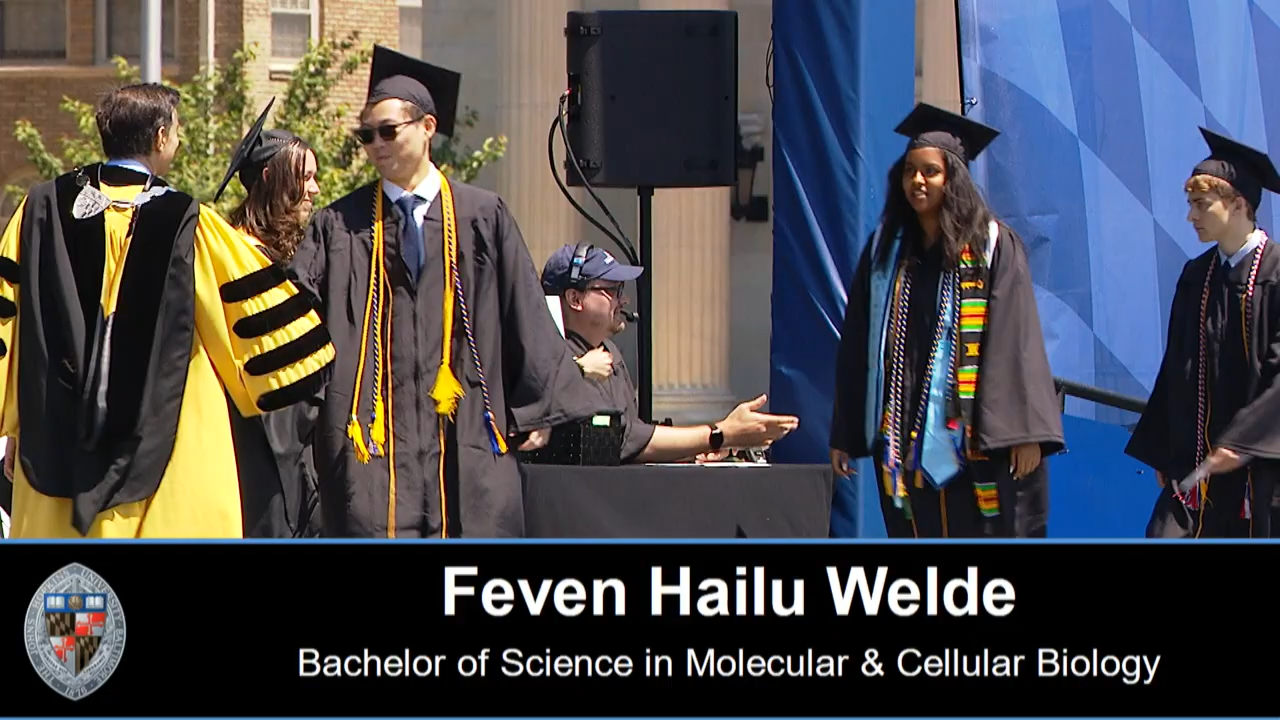 Feven Hailu Welde
Bachelor of Science in Molecular & Cellular Biology